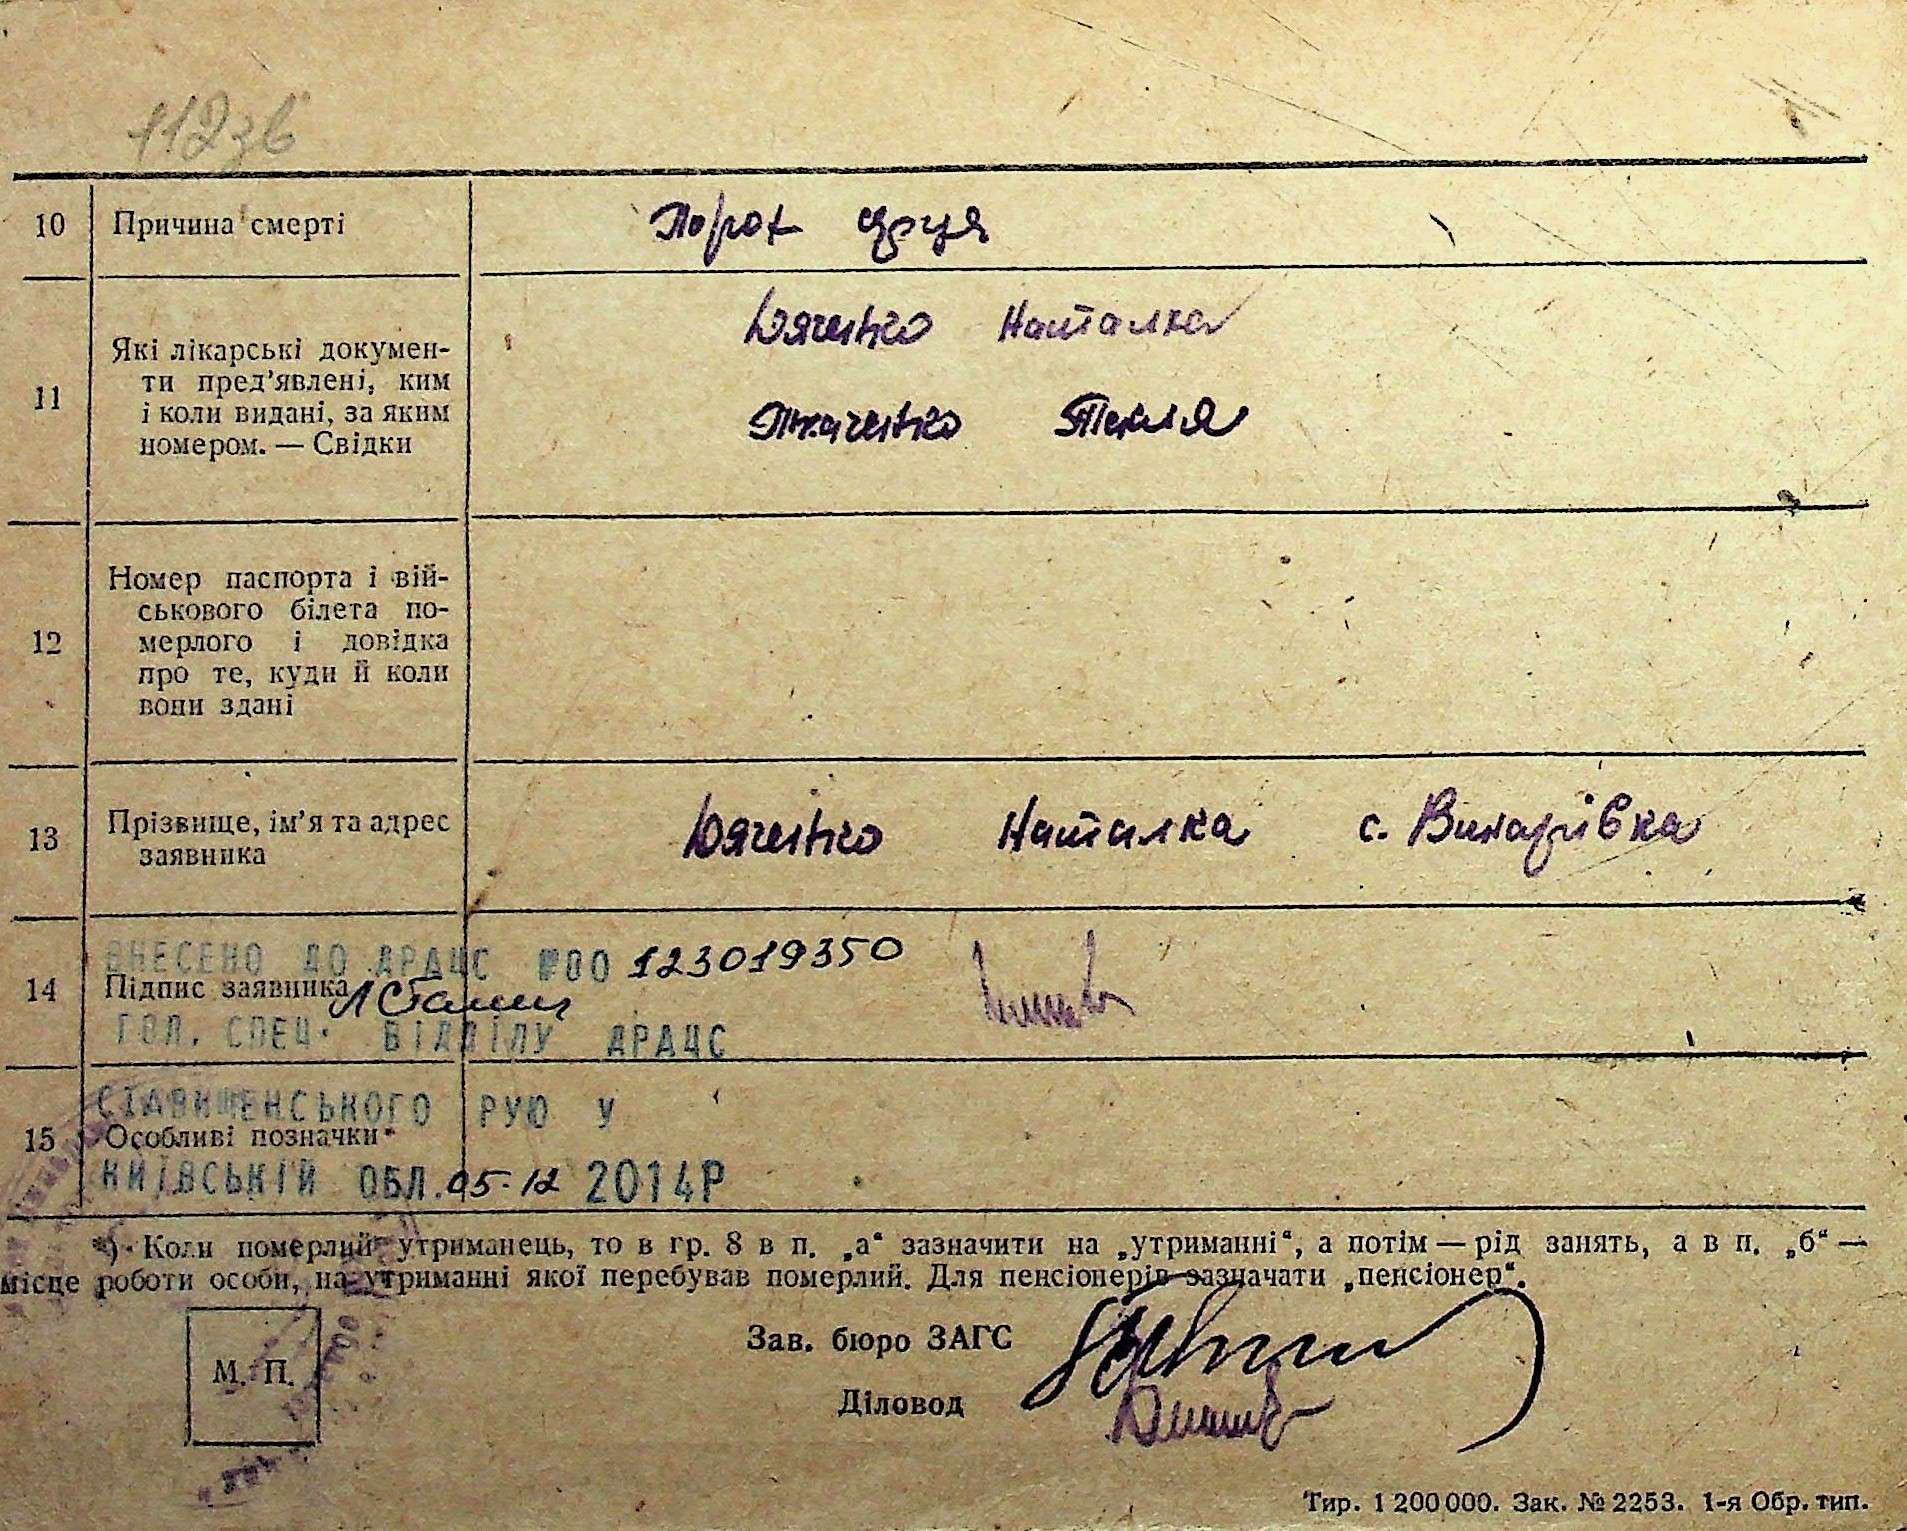 112зв
10 Причина смерті Порок серця
11 Які лікарські докумен-
ти пред’явлені, ким
і коли видані, за яким
номером. — Свідки
Дяченко Наталка
Ткаченко Текля
12 Номер паспорта і вій-
ськового білета по-
мерлого і довідка
про те, куди й коли
вони здані
13 Прізвище, ім’я та адрес
заявника
Дяченко Наталка с. Винарівка
ВНЕСЕНО ДО ДРАЦС №00 123019350
14 Підпис заявника
ГОЛ. СПЕЦ. ВІДДІЛУ ДРАЦС
СТАВИЩЕНСЬКОГО РУЮ У
15 Особливі позначки
КИЇВСЬКІЙ ОБЛ. 05-12 2014Р
*) Коли померлий утриманець, то в гр. 8 в п. „а“ зазначити на „утриманні“, а потім — рід занять, а в п. „б“ —
місце роботи особи, на утриманні якої перебував померлий. Для пенсіонерів зазначати „пенсіонер“.
М. П.
Зав. бюро ЗАГС
Діловод
Тир. 1 200 000. Зак. № 2253. 1-я Обр. тип.